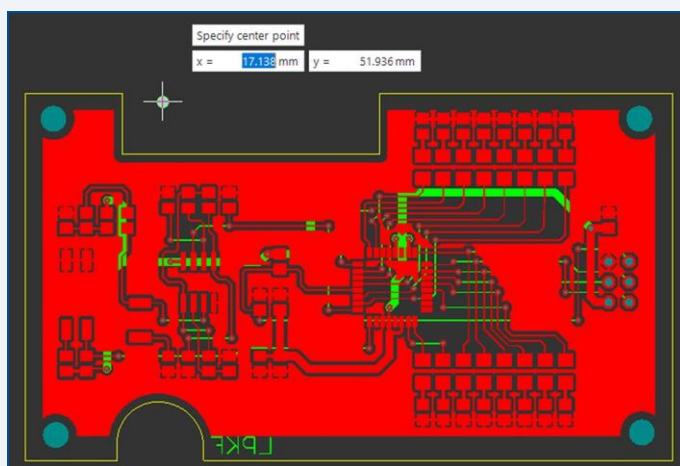 Specify center point
x = 17.138 mm y = 51.936 mm
LPKF